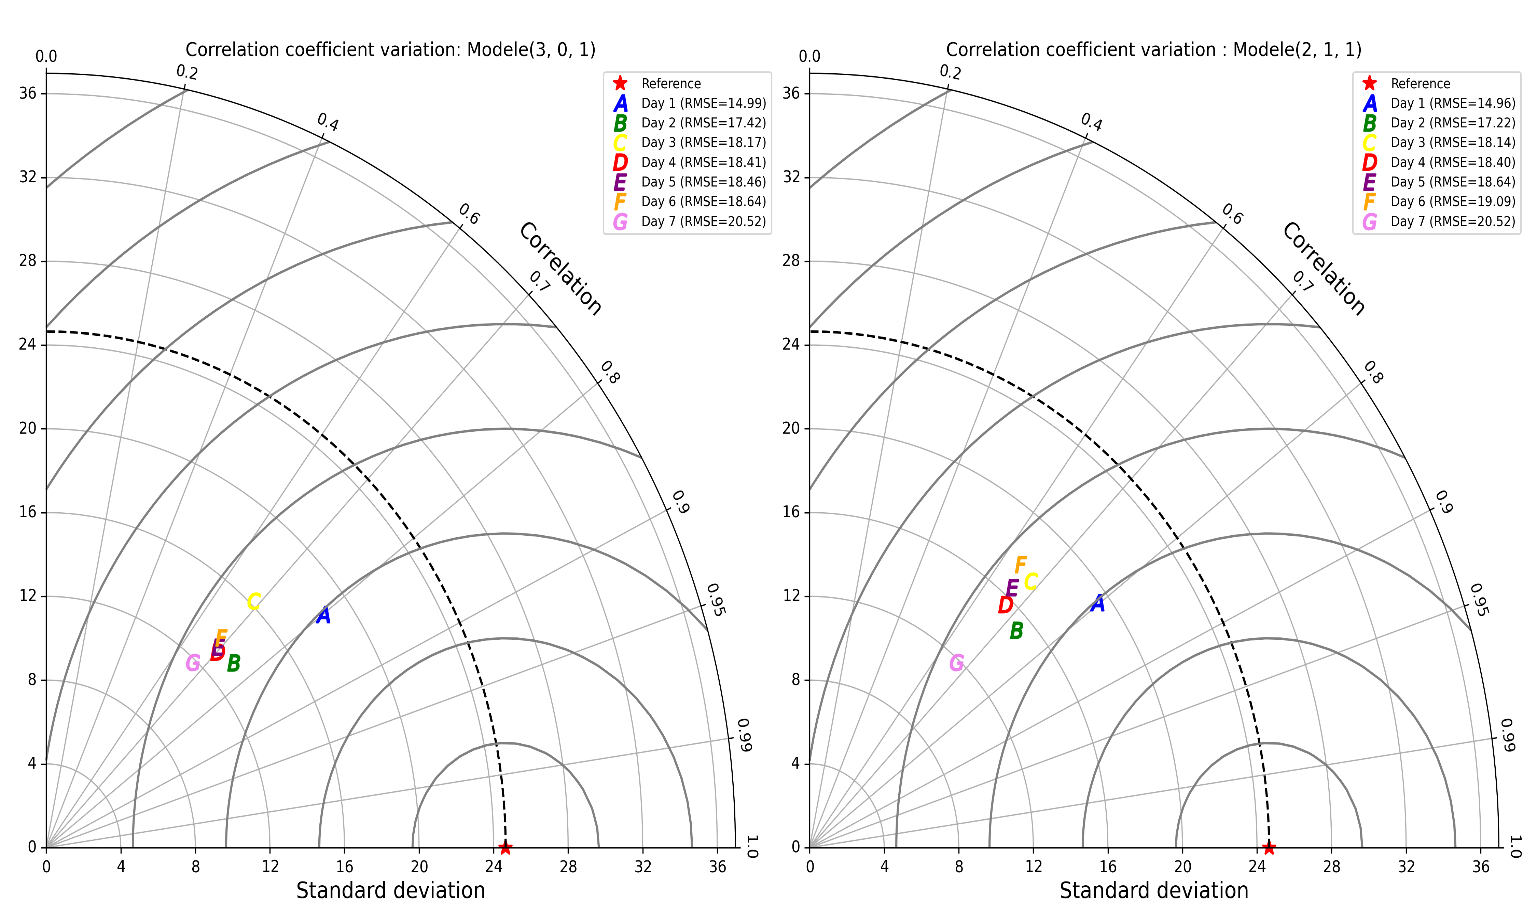 Correlation coefficient variation: Modele(3, 0, 1)
0.0
0.2
0.4
0.6
0.7
0.8
0.9
0.95
0.99
1.0
Correlation
36
32
28
24
20
16
12
8
4
0
0 4 8 12 16 20 24 28 32 36
Standard deviation
Reference
A Day 1 (RMSE=14.99)
B Day 2 (RMSE=17.42)
C Day 3 (RMSE=18.17)
D Day 4 (RMSE=18.41)
E Day 5 (RMSE=18.46)
F Day 6 (RMSE=18.64)
G Day 7 (RMSE=20.52)
C
A
F
E
D
B
G
Correlation coefficient variation : Modele(2, 1, 1)
0.0
0.2
0.4
0.6
0.7
0.8
0.9
0.95
0.99
1.0
Correlation
36
32
28
24
20
16
12
8
4
0
0 4 8 12 16 20 24 28 32 36
Standard deviation
Reference
A Day 1 (RMSE=14.96)
B Day 2 (RMSE=17.22)
C Day 3 (RMSE=18.14)
D Day 4 (RMSE=18.40)
E Day 5 (RMSE=18.64)
F Day 6 (RMSE=19.09)
G Day 7 (RMSE=20.52)
F
C
E
D
A
B
G